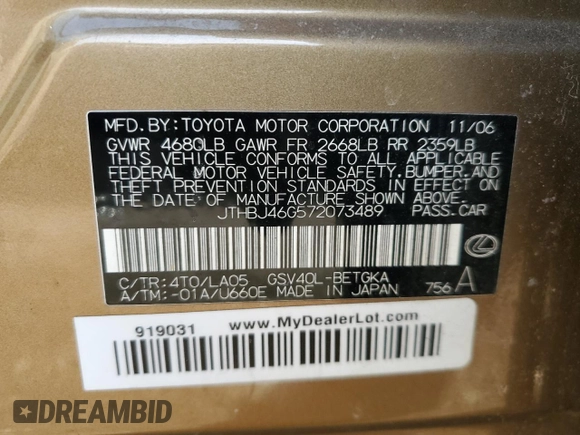 MFD.BY:TOYOTA MOTOR CORPORATION 11/06
GVWR 4680LB GAWR FR 2668LB RR 2359LB
THIS VEHICLE CONFORMS TO ALL APPLICABLE
FEDERAL MOTOR VEHICLE SAFETY,BUMPER,AND
THEFT PREVENTION STANDARDS IN EFFECT ON
THE DATE OF MANUFACTURE SHOWN ABOVE.
JTHBJ46G572073489 PASS.CAR
C/TR:4T0/LA05 GSV40L-BETGKA
A/TM:-01A/U660E MADE IN JAPAN 756 A
919031 www.MyDealerLot.com
DREAMBID